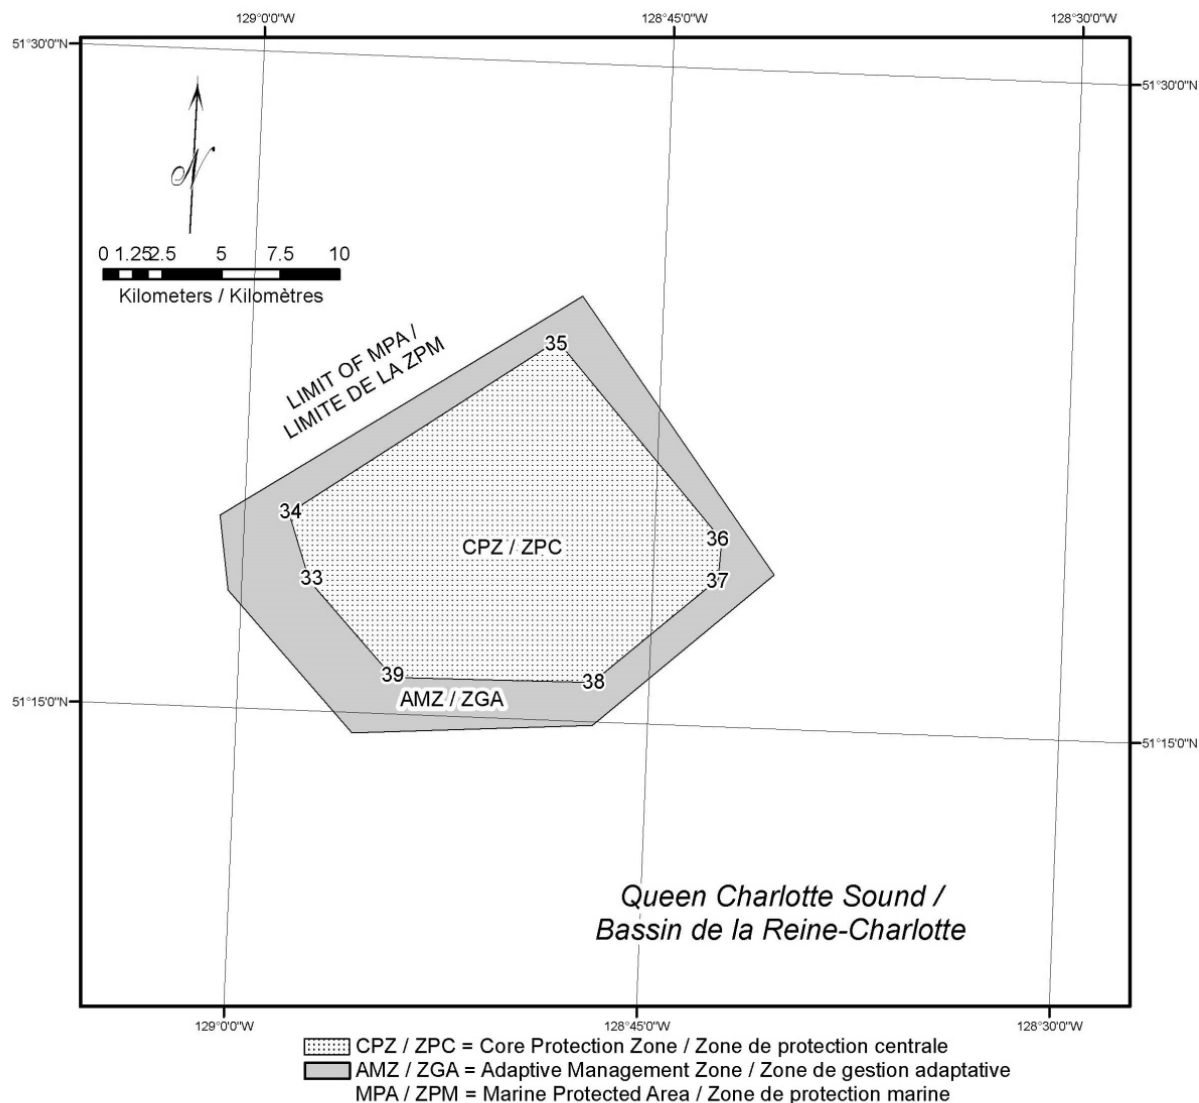 129°0'0"W
128°45'0"W
128°30'0"W
51°30'0"N
51°30'0"N
N
0 1.25 2.5 5 7.5 10
Kilometers / Kilomètres
LIMIT OF MPA /
LIMITE DE LA ZPM
35
34
36
CPZ / ZPC
33
37
39
38
AMZ / ZGA
51°15'0"N
51°15'0"N
Queen Charlotte Sound /
Bassin de la Reine-Charlotte
129°0'0"W
128°45'0"W
128°30'0"W
CPZ / ZPC = Core Protection Zone / Zone de protection centrale
AMZ / ZGA = Adaptive Management Zone / Zone de gestion adaptative
MPA / ZPM = Marine Protected Area / Zone de protection marine